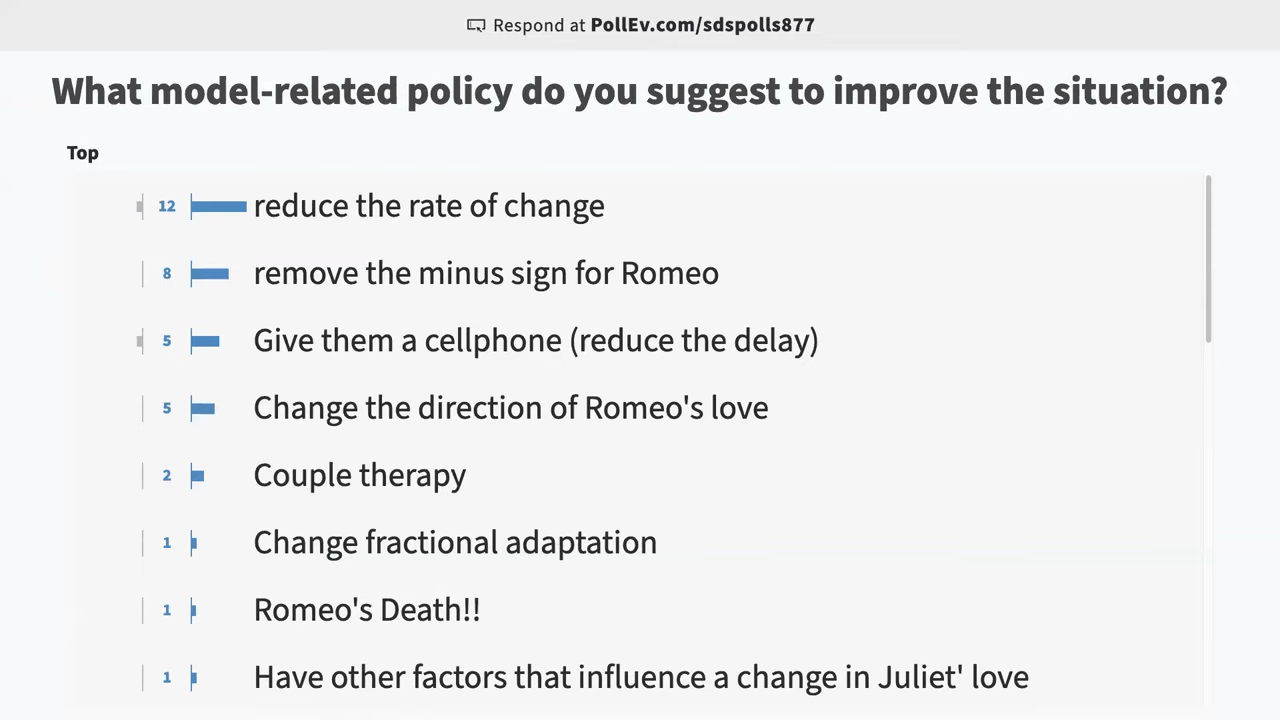 Respond at PollEv.com/sdspolls877
What model-related policy do you suggest to improve the situation?
Top
12 reduce the rate of change
8 remove the minus sign for Romeo
5 Give them a cellphone (reduce the delay)
5 Change the direction of Romeo's love
2 Couple therapy
1 Change fractional adaptation
1 Romeo's Death!!
1 Have other factors that influence a change in Juliet' love